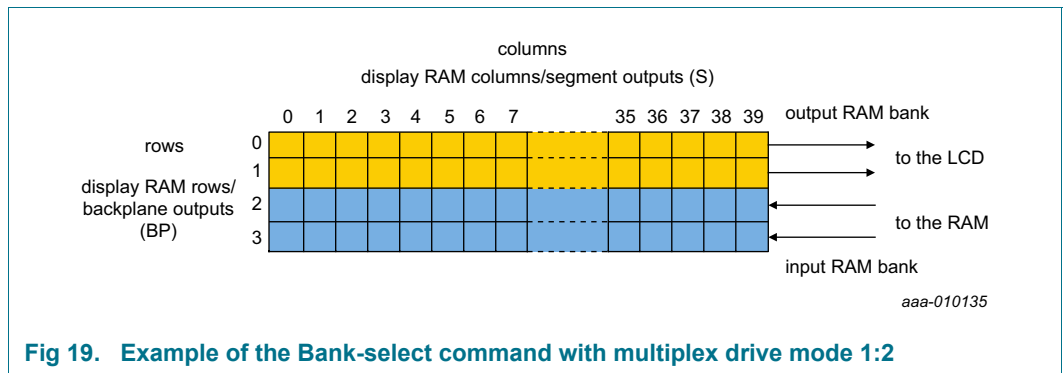 columns
display RAM columns/segment outputs (S)
0 1 2 3 4 5 6 7 35 36 37 38 39 output RAM bank
rows 0
to the LCD
1
display RAM rows/
backplane outputs
(BP)
2
to the RAM
3
input RAM bank
aaa-010135
Fig 19. Example of the Bank-select command with multiplex drive mode 1:2